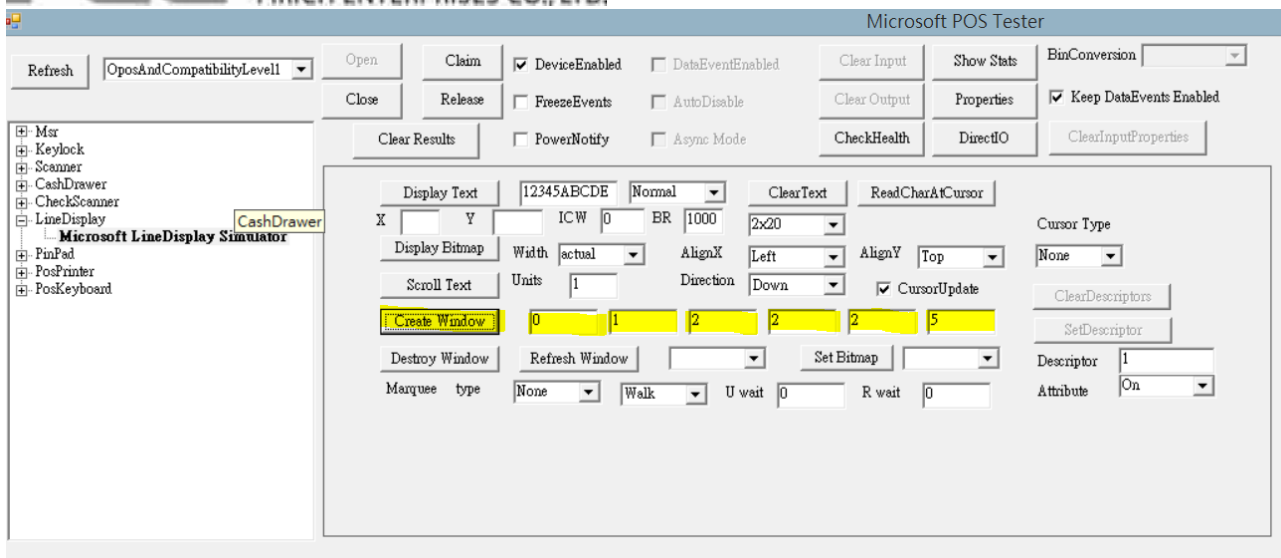 Microsoft POS Tester
Refresh OposAndCompatibilityLevel1 Open Claim DeviceEnabled DataEventEnabled Clear Input Show Stats BinConversion
Close Release FreezeEvents AutoDisable Clear Output Properties Keep DataEvents Enabled
Clear Results PowerNotify Async Mode CheckHealth DirectIO ClearInputProperties
Msr
Keylock
Scanner
CashDrawer
CheckScanner
LineDisplay
CashDrawer
Microsoft LineDisplay Simulator
PinPad
PosPrinter
PosKeyboard
Display Text 12345ABCDE Normal ClearText ReadCharAtCursor
X Y ICW 0 BR 1000 2x20 Cursor Type
Display Bitmap Width actual AlignX Left AlignY Top None
Scroll Text Units 1 Direction Down CursorUpdate ClearDescriptors
Create Window 0 1 2 2 2 5 SetDescriptor
Destroy Window Refresh Window Set Bitmap Descriptor 1
Marquee type None Walk U wait 0 R wait 0 Attribute On